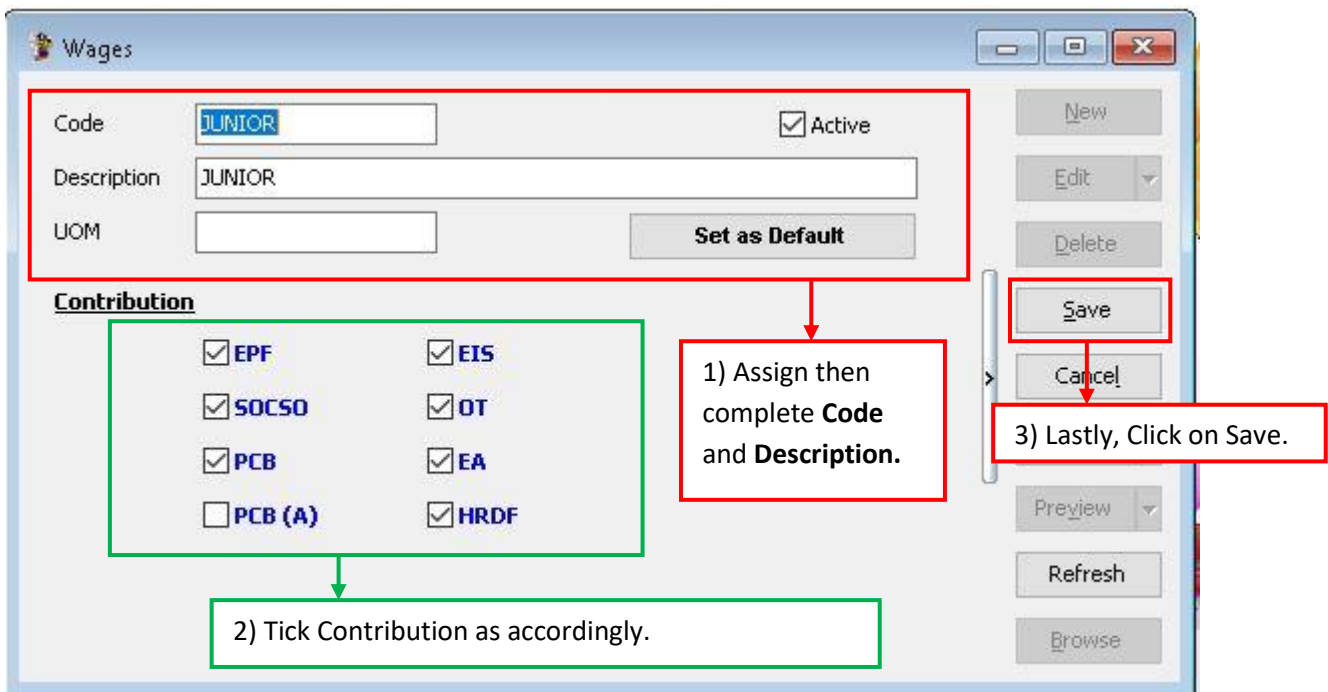 Wages
Code JUNIOR Active New
Description JUNIOR Edit
UOM Set as Default Delete
Contribution Save
EPF EIS
SOCSO OT
PCB EA
PCB (A) HRDF
1) Assign then
complete Code
and Description.
> Cancel
3) Lastly, Click on Save.
Preview
Refresh
2) Tick Contribution as accordingly.
Browse